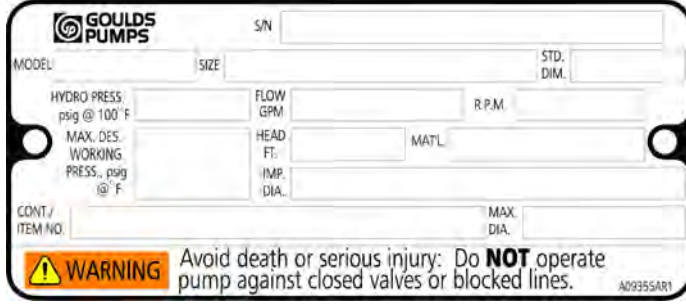 GOULDS
PUMPS
S/N
MODEL SIZE STD.
DIM.
HYDRO PRESS. FLOW R.P.M.
psig @ 100°F GPM
MAX. DES. HEAD MAT'L.
WORKING FT.
PRESS., psig IMP.
@°F DIA.
CONT./ MAX.
ITEM NO. DIA.
WARNING Avoid death or serious injury: Do NOT operate
pump against closed valves or blocked lines.
A09355AR1